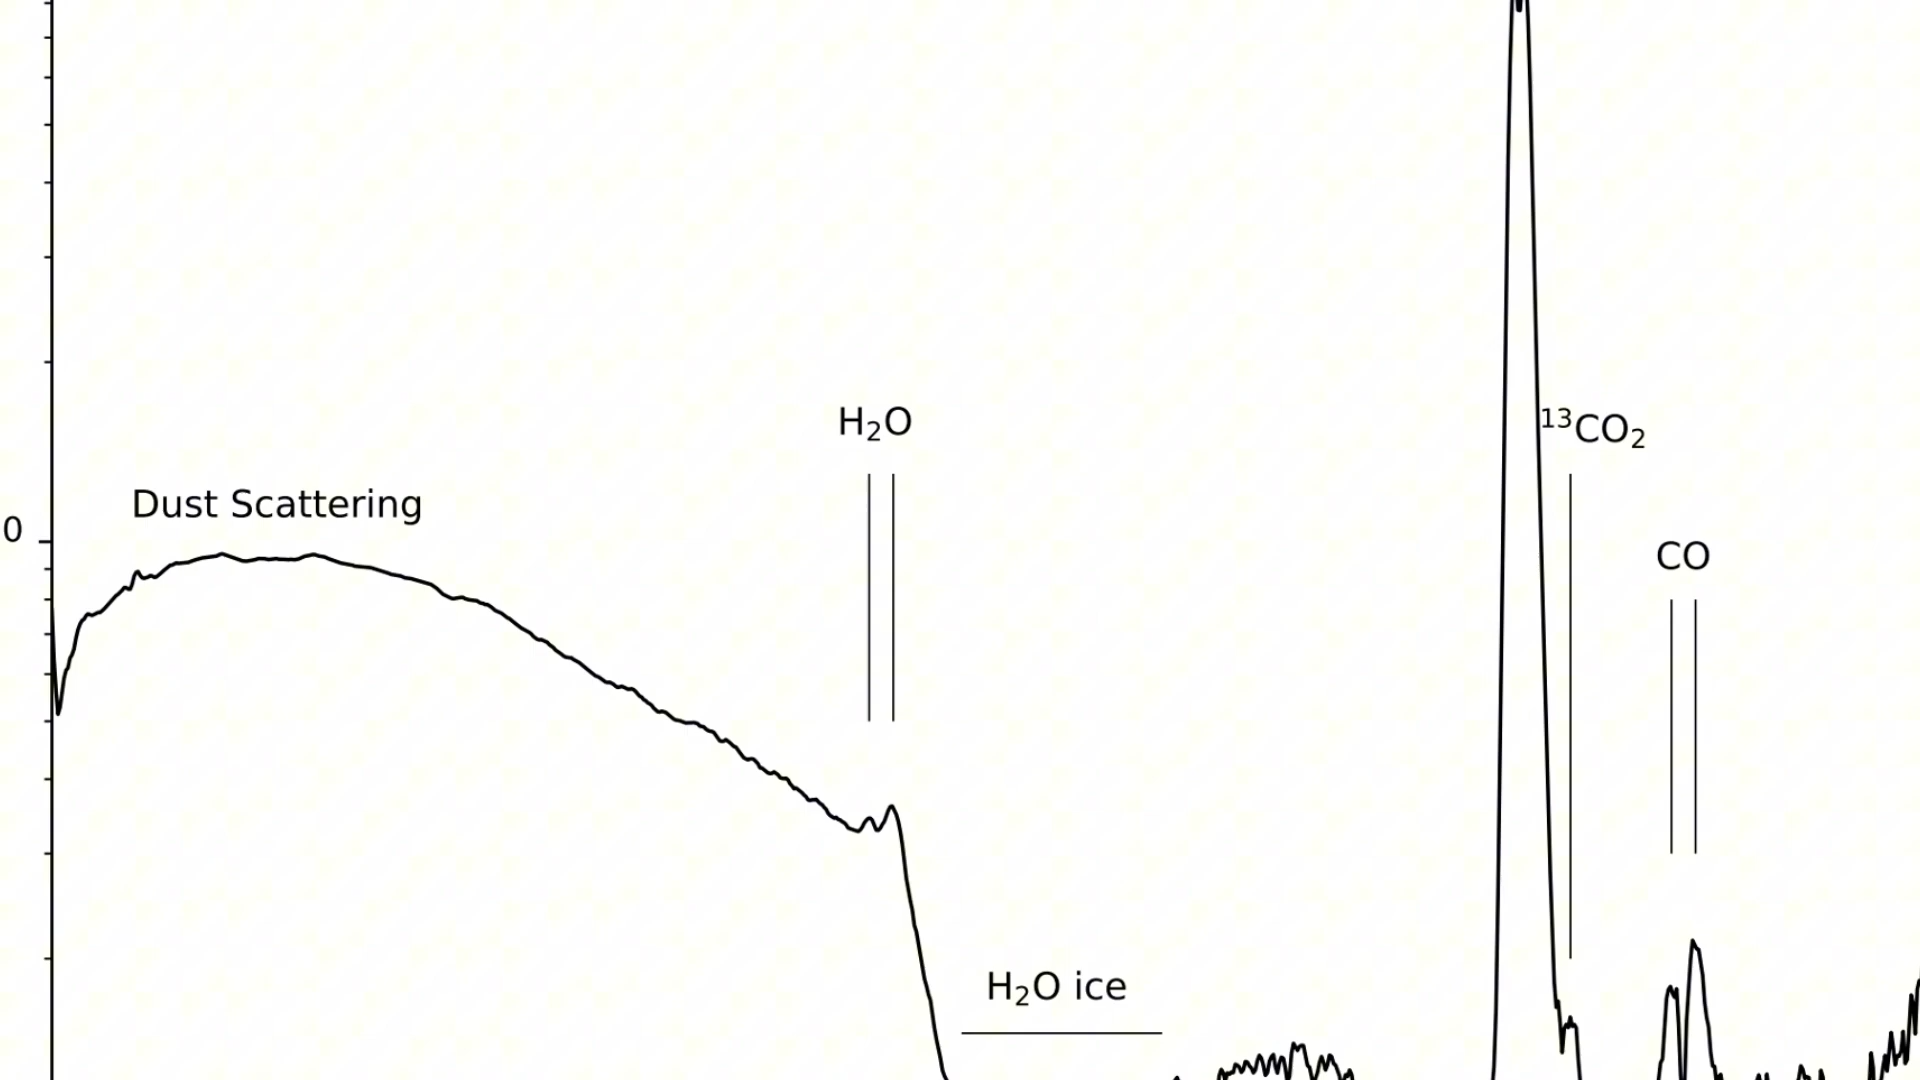 H₂O
¹³CO₂
Dust Scattering
0
CO
H₂O ice